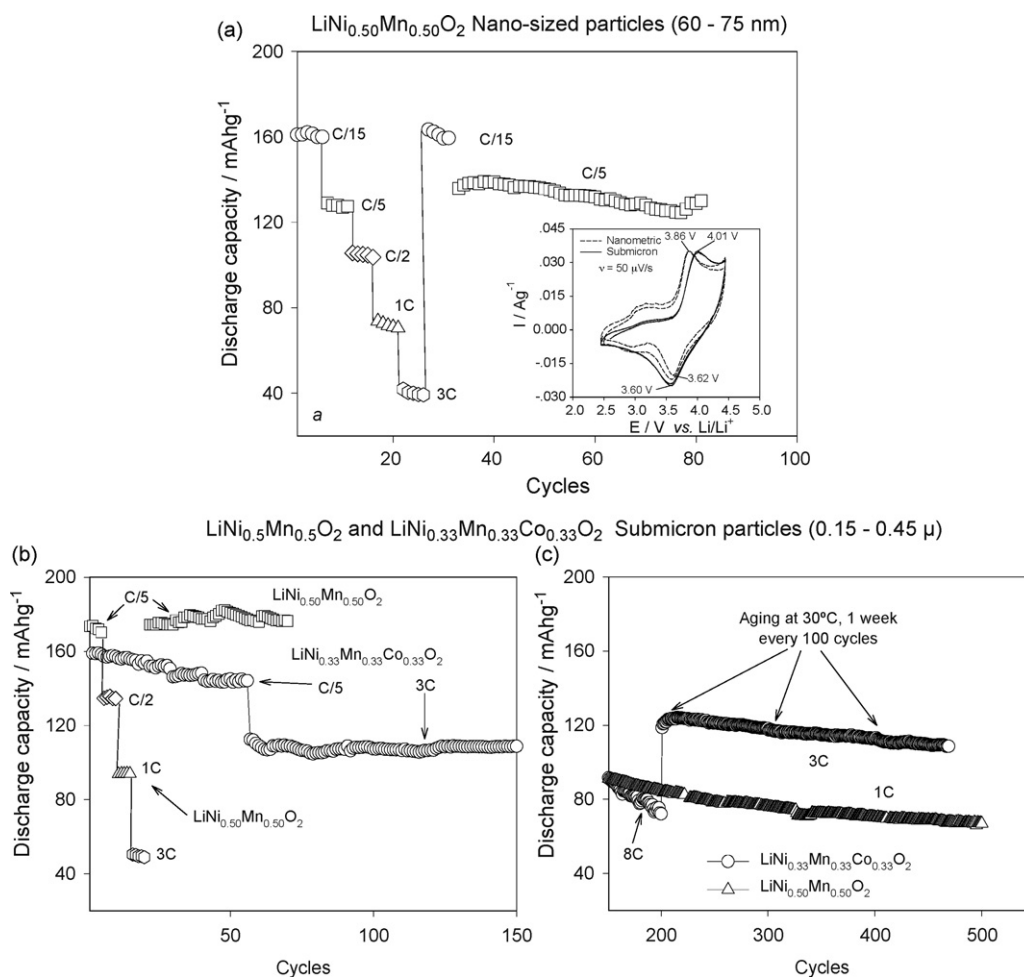 (a) LiNi0.50Mn0.50O2 Nano-sized particles (60 - 75 nm)
Discharge capacity / mAhg-1
200
160
120
80
40
C/15
C/5
C/2
1C
3C
C/15
C/5
a
20
40
60
80
100
Cycles
I / Ag-1
.045
.030
.015
0.000
-.015
-.030
Nanometric
Submicron
ν = 50 μV/s
3.86 V
4.01 V
3.60 V
3.62 V
2.0 2.5 3.0 3.5 4.0 4.5 5.0
E / V vs. Li/Li+
LiNi0.5Mn0.5O2 and LiNi0.33Mn0.33Co0.33O2 Submicron particles (0.15 - 0.45 μ)
(b)
Discharge capacity / mAhg-1
200
160
120
80
40
C/5
LiNi0.50Mn0.50O2
LiNi0.33Mn0.33Co0.33O2
C/5
3C
C/2
1C
LiNi0.50Mn0.50O2
3C
50
100
150
Cycles
(c)
Discharge capacity / mAhg-1
200
160
120
80
40
Aging at 30ºC, 1 week
every 100 cycles
3C
1C
8C
LiNi0.33Mn0.33Co0.33O2
LiNi0.50Mn0.50O2
200
300
400
500
Cycles